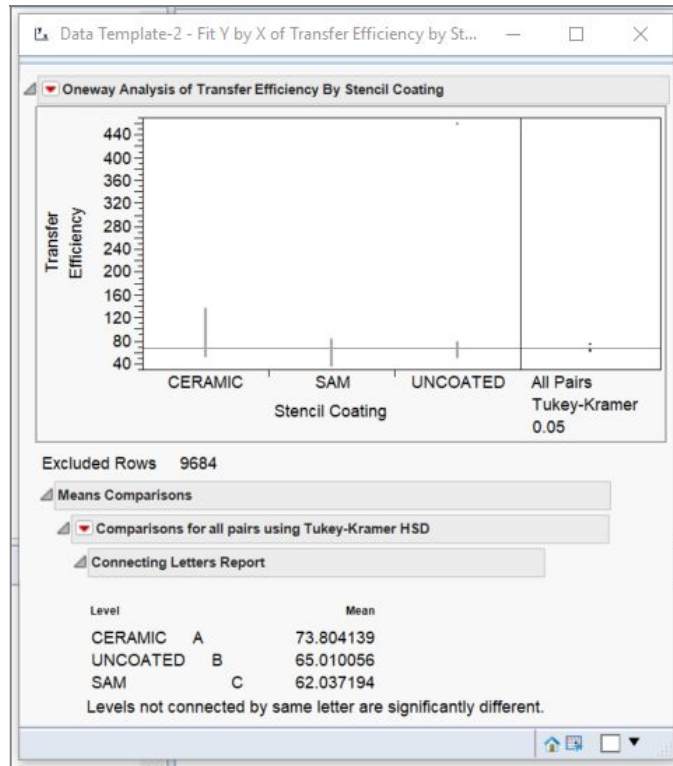 Data Template-2 - Fit Y by X of Transfer Efficiency by St...
Oneway Analysis of Transfer Efficiency By Stencil Coating
440
400
360
320
280
240
200
160
120
80
40
Transfer
Efficiency
CERAMIC SAM UNCOATED All Pairs
Tukey-Kramer
0.05
Stencil Coating
Excluded Rows 9684
Means Comparisons
Comparisons for all pairs using Tukey-Kramer HSD
Connecting Letters Report
Level Mean
CERAMIC A 73.804139
UNCOATED B 65.010056
SAM C 62.037194
Levels not connected by same letter are significantly different.